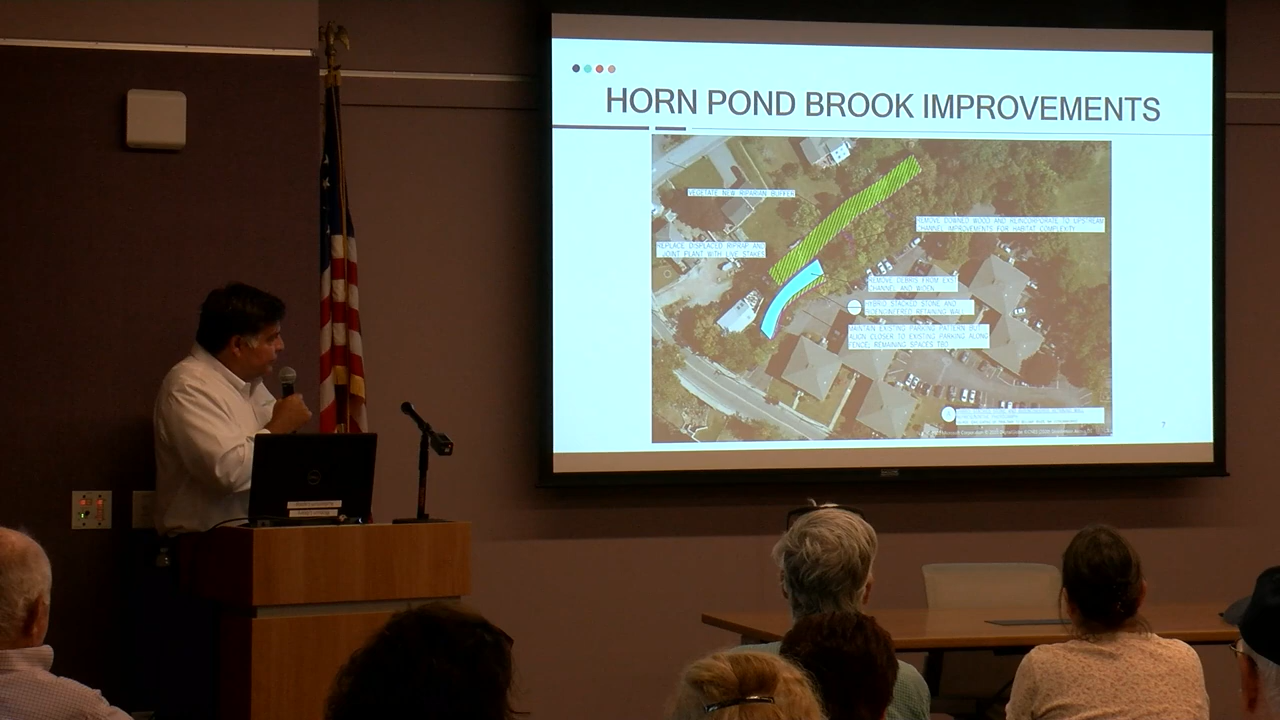 HORN POND BROOK IMPROVEMENTS
VEGETATE NEW RIPARIAN BUFFER
REMOVE DOWNED WOOD AND REINCORPORATE TO UPSTREAM
CHANNEL IMPROVEMENTS FOR HABITAT COMPLEXITY
REPLACE DISPLACED RIPRAP AND
JOINT PLANT WITH LIVE STAKES
REMOVE DEBRIS FROM EXIST
CHANNEL AND WIDEN
HYBRID STACKED STONE AND
BIOENGINEERED RETAINING WALL
MAINTAIN EXISTING PARKING PATTERN BUT
ALIGN CLOSER TO EXISTING PARKING ALONG
FENCE; REMAINING SPACES TBD
7
DELL